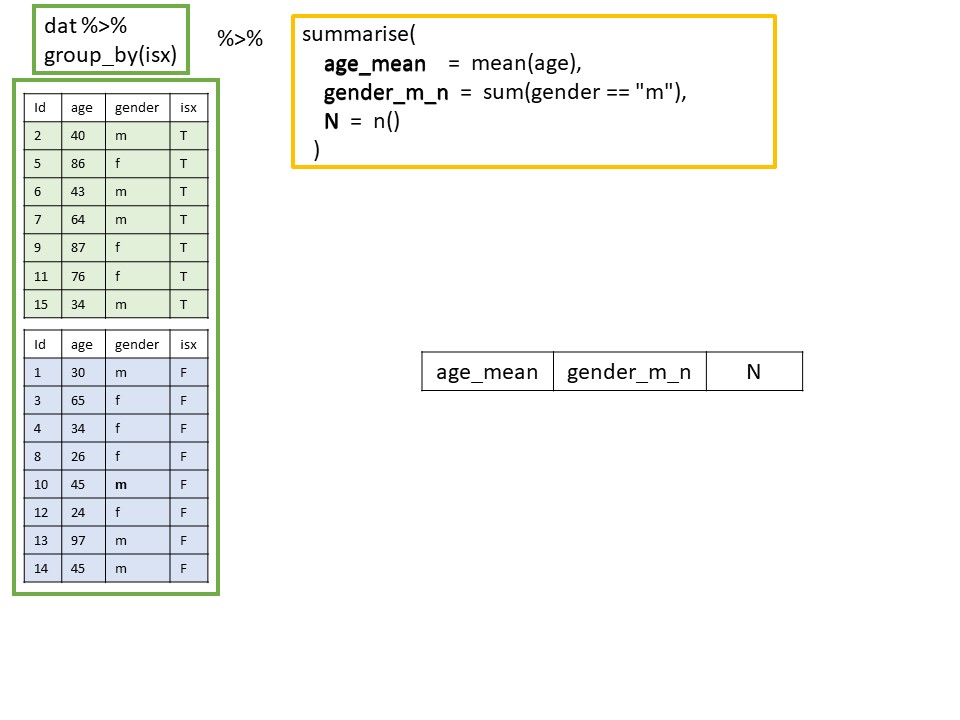 dat %>%
group_by(isx)
%>%
summarise(
age_mean = mean(age),
gender_m_n = sum(gender == "m"),
N = n()
)
Id age gender isx
2 40 m T
5 86 f T
6 43 m T
7 64 m T
9 87 f T
11 76 f T
15 34 m T
Id age gender isx
1 30 m F
3 65 f F
4 34 f F
8 26 f F
10 45 m F
12 24 f F
13 97 m F
14 45 m F
age_mean gender_m_n N